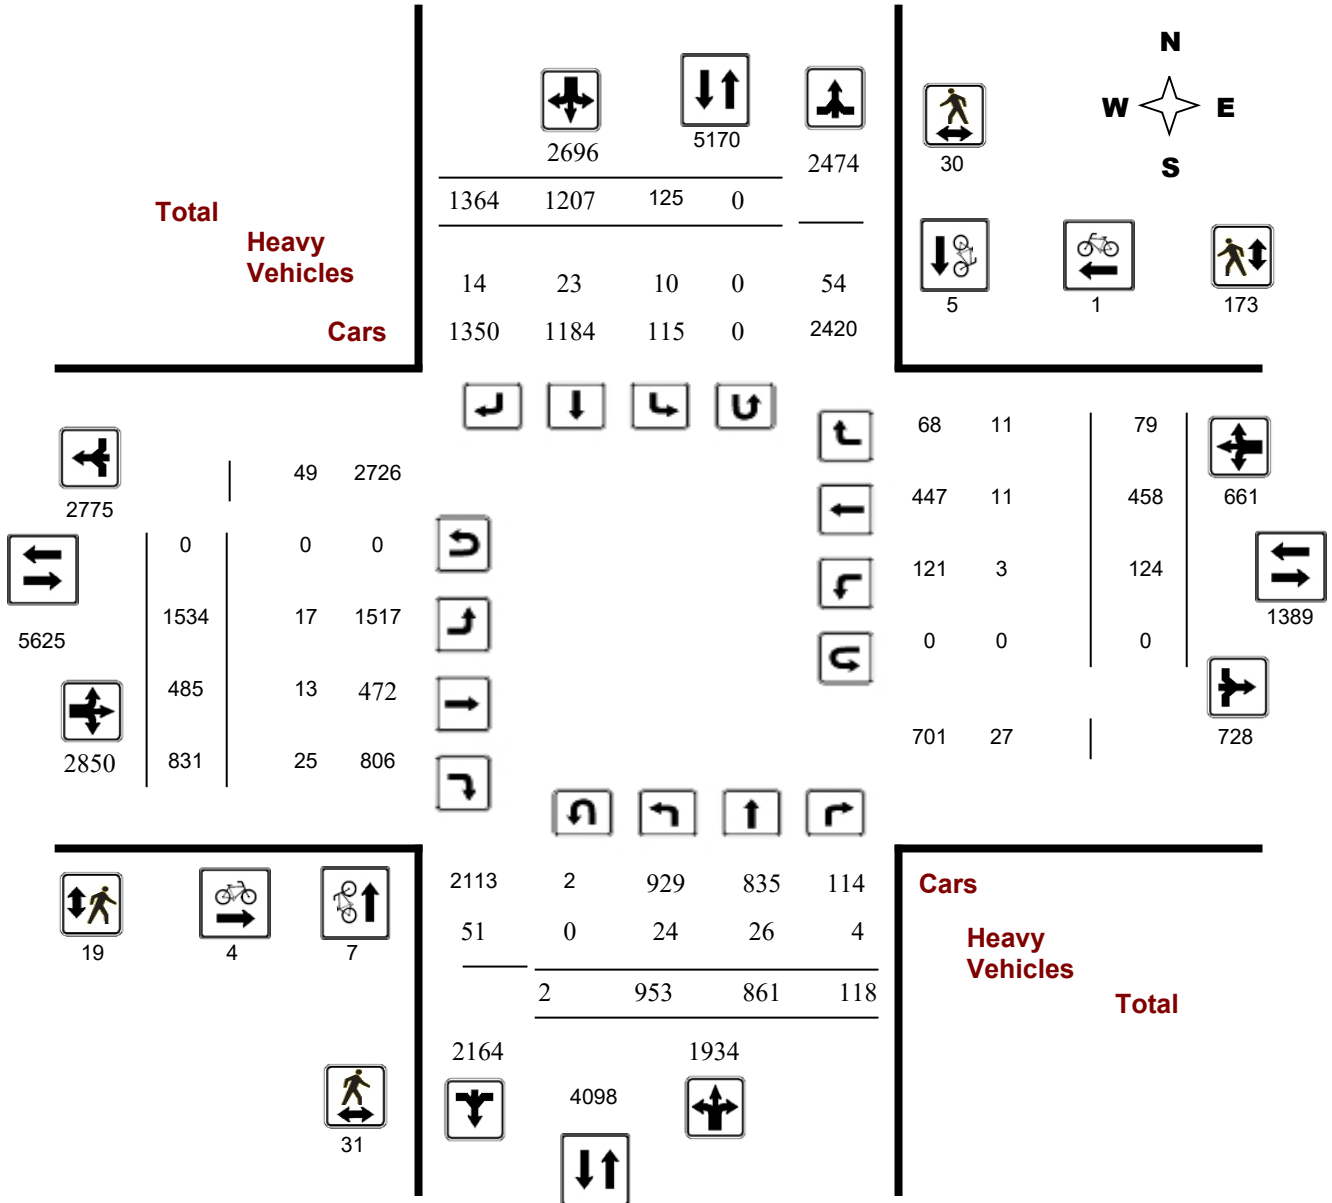 N
W E
S
2696
5170
2474
30
Total
1364 1207 125 0
Heavy
Vehicles
14 23 10 0 54
5 1 173
Cars
1350 1184 115 0 2420
68 11 79
49 2726
2775
447 11 458 661
0 0 0
121 3 124
1534 17 1517
5625
1389
0 0 0
485 13 472
701 27 728
2850 831 25 806
2113 2 929 835 114
Cars
51 0 24 26 4
Heavy
Vehicles
19 4 7
2 953 861 118
Total
2164 1934
4098
31